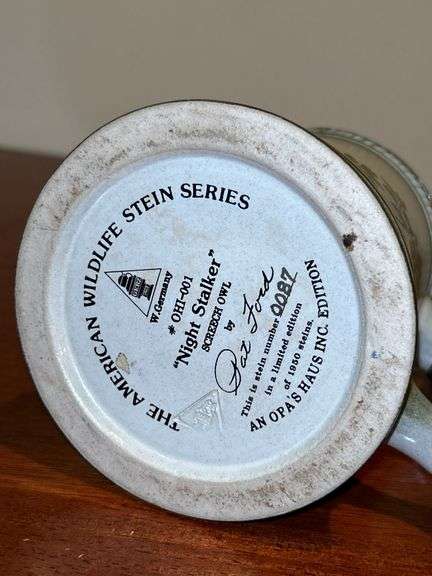 THE AMERICAN WILDLIFE STEIN SERIES
W. Germany
# OHI-001
"Night Stalker"
SCREECH OWL
by
Pat Ford
This is stein number 0087
in a limited edition
of 1950 steins.
AN OPA'S HAUS INC. EDITION